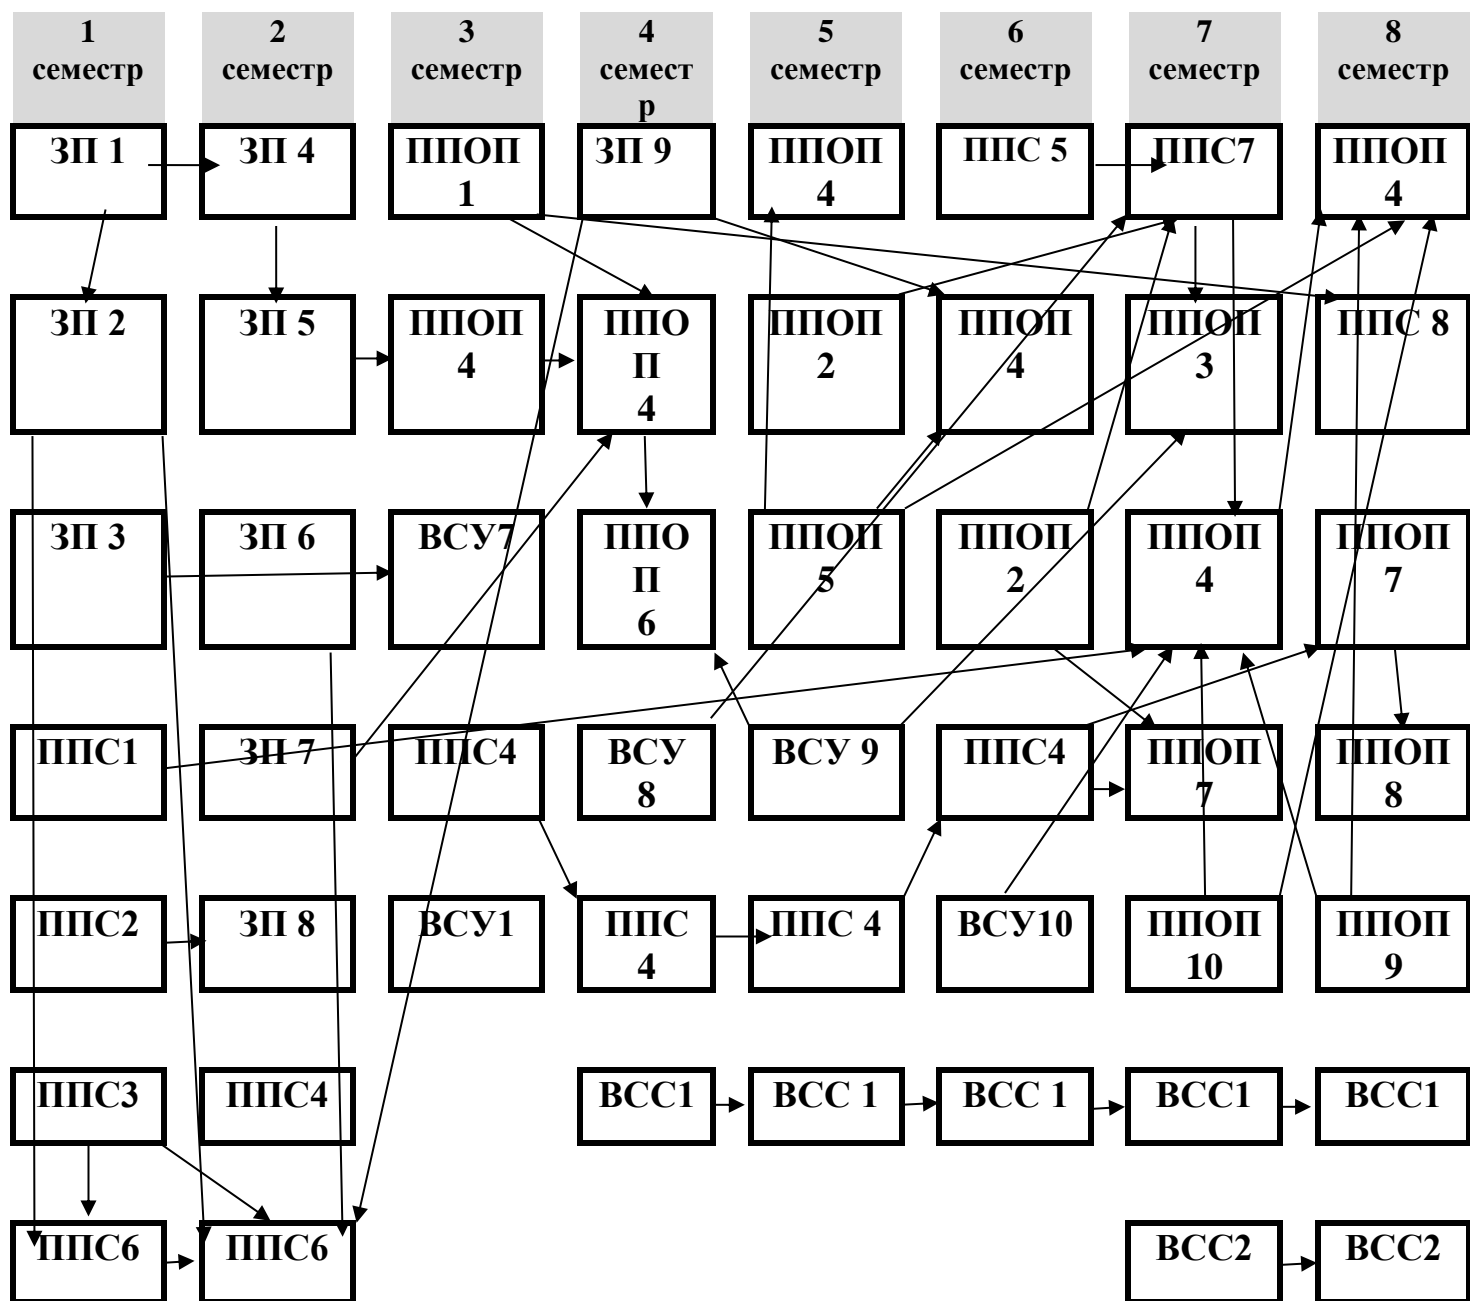 1 семестр
2 семестр
3 семестр
4 семест р
5 семестр
6 семестр
7 семестр
8 семестр
ЗП 1
ЗП 4
ППОП 1
ЗП 9
ППОП 4
ППС 5
ППС7
ППОП 4
ЗП 2
ЗП 5
ППОП 4
ППО П 4
ППОП 2
ППОП 4
ППОП 3
ППС 8
ЗП 3
ЗП 6
ВСУ7
ППО П 6
ППОП 5
ППОП 2
ППОП 4
ППОП 7
ППС1
ЗП 7
ППС4
ВСУ 8
ВСУ 9
ППС4
ППОП 7
ППОП 8
ППС2
ЗП 8
ВСУ1
ППС 4
ППС 4
ВСУ10
ППОП 10
ППОП 9
ППС3
ППС4
ВСС1
ВСС 1
ВСС 1
ВСС1
ВСС1
ППС6
ППС6
ВСС2
ВСС2